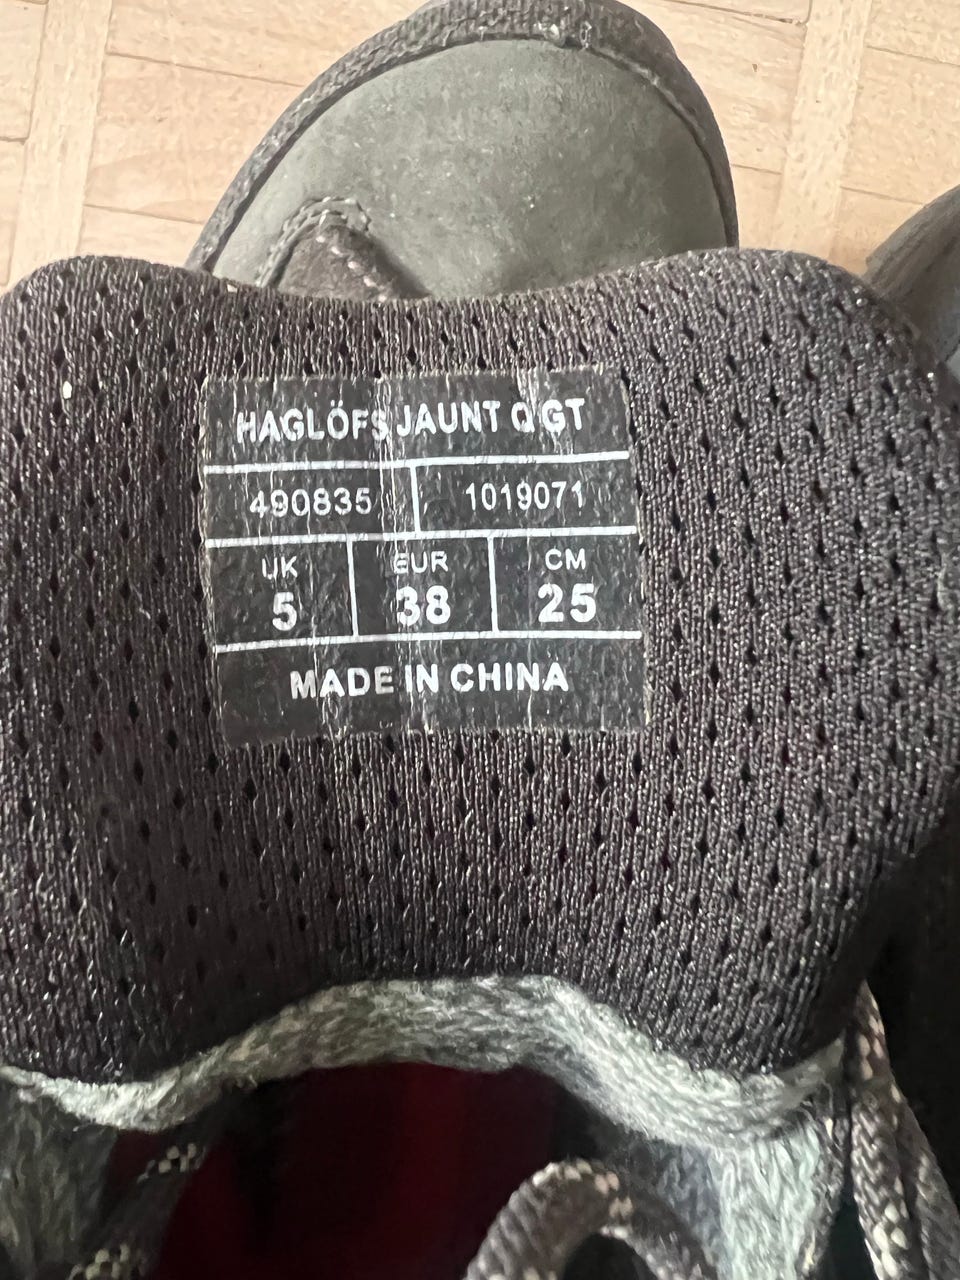 HAGLÖFS JAUNT Q GT
490835 1019071
UK EUR CM
5 38 25
MADE IN CHINA